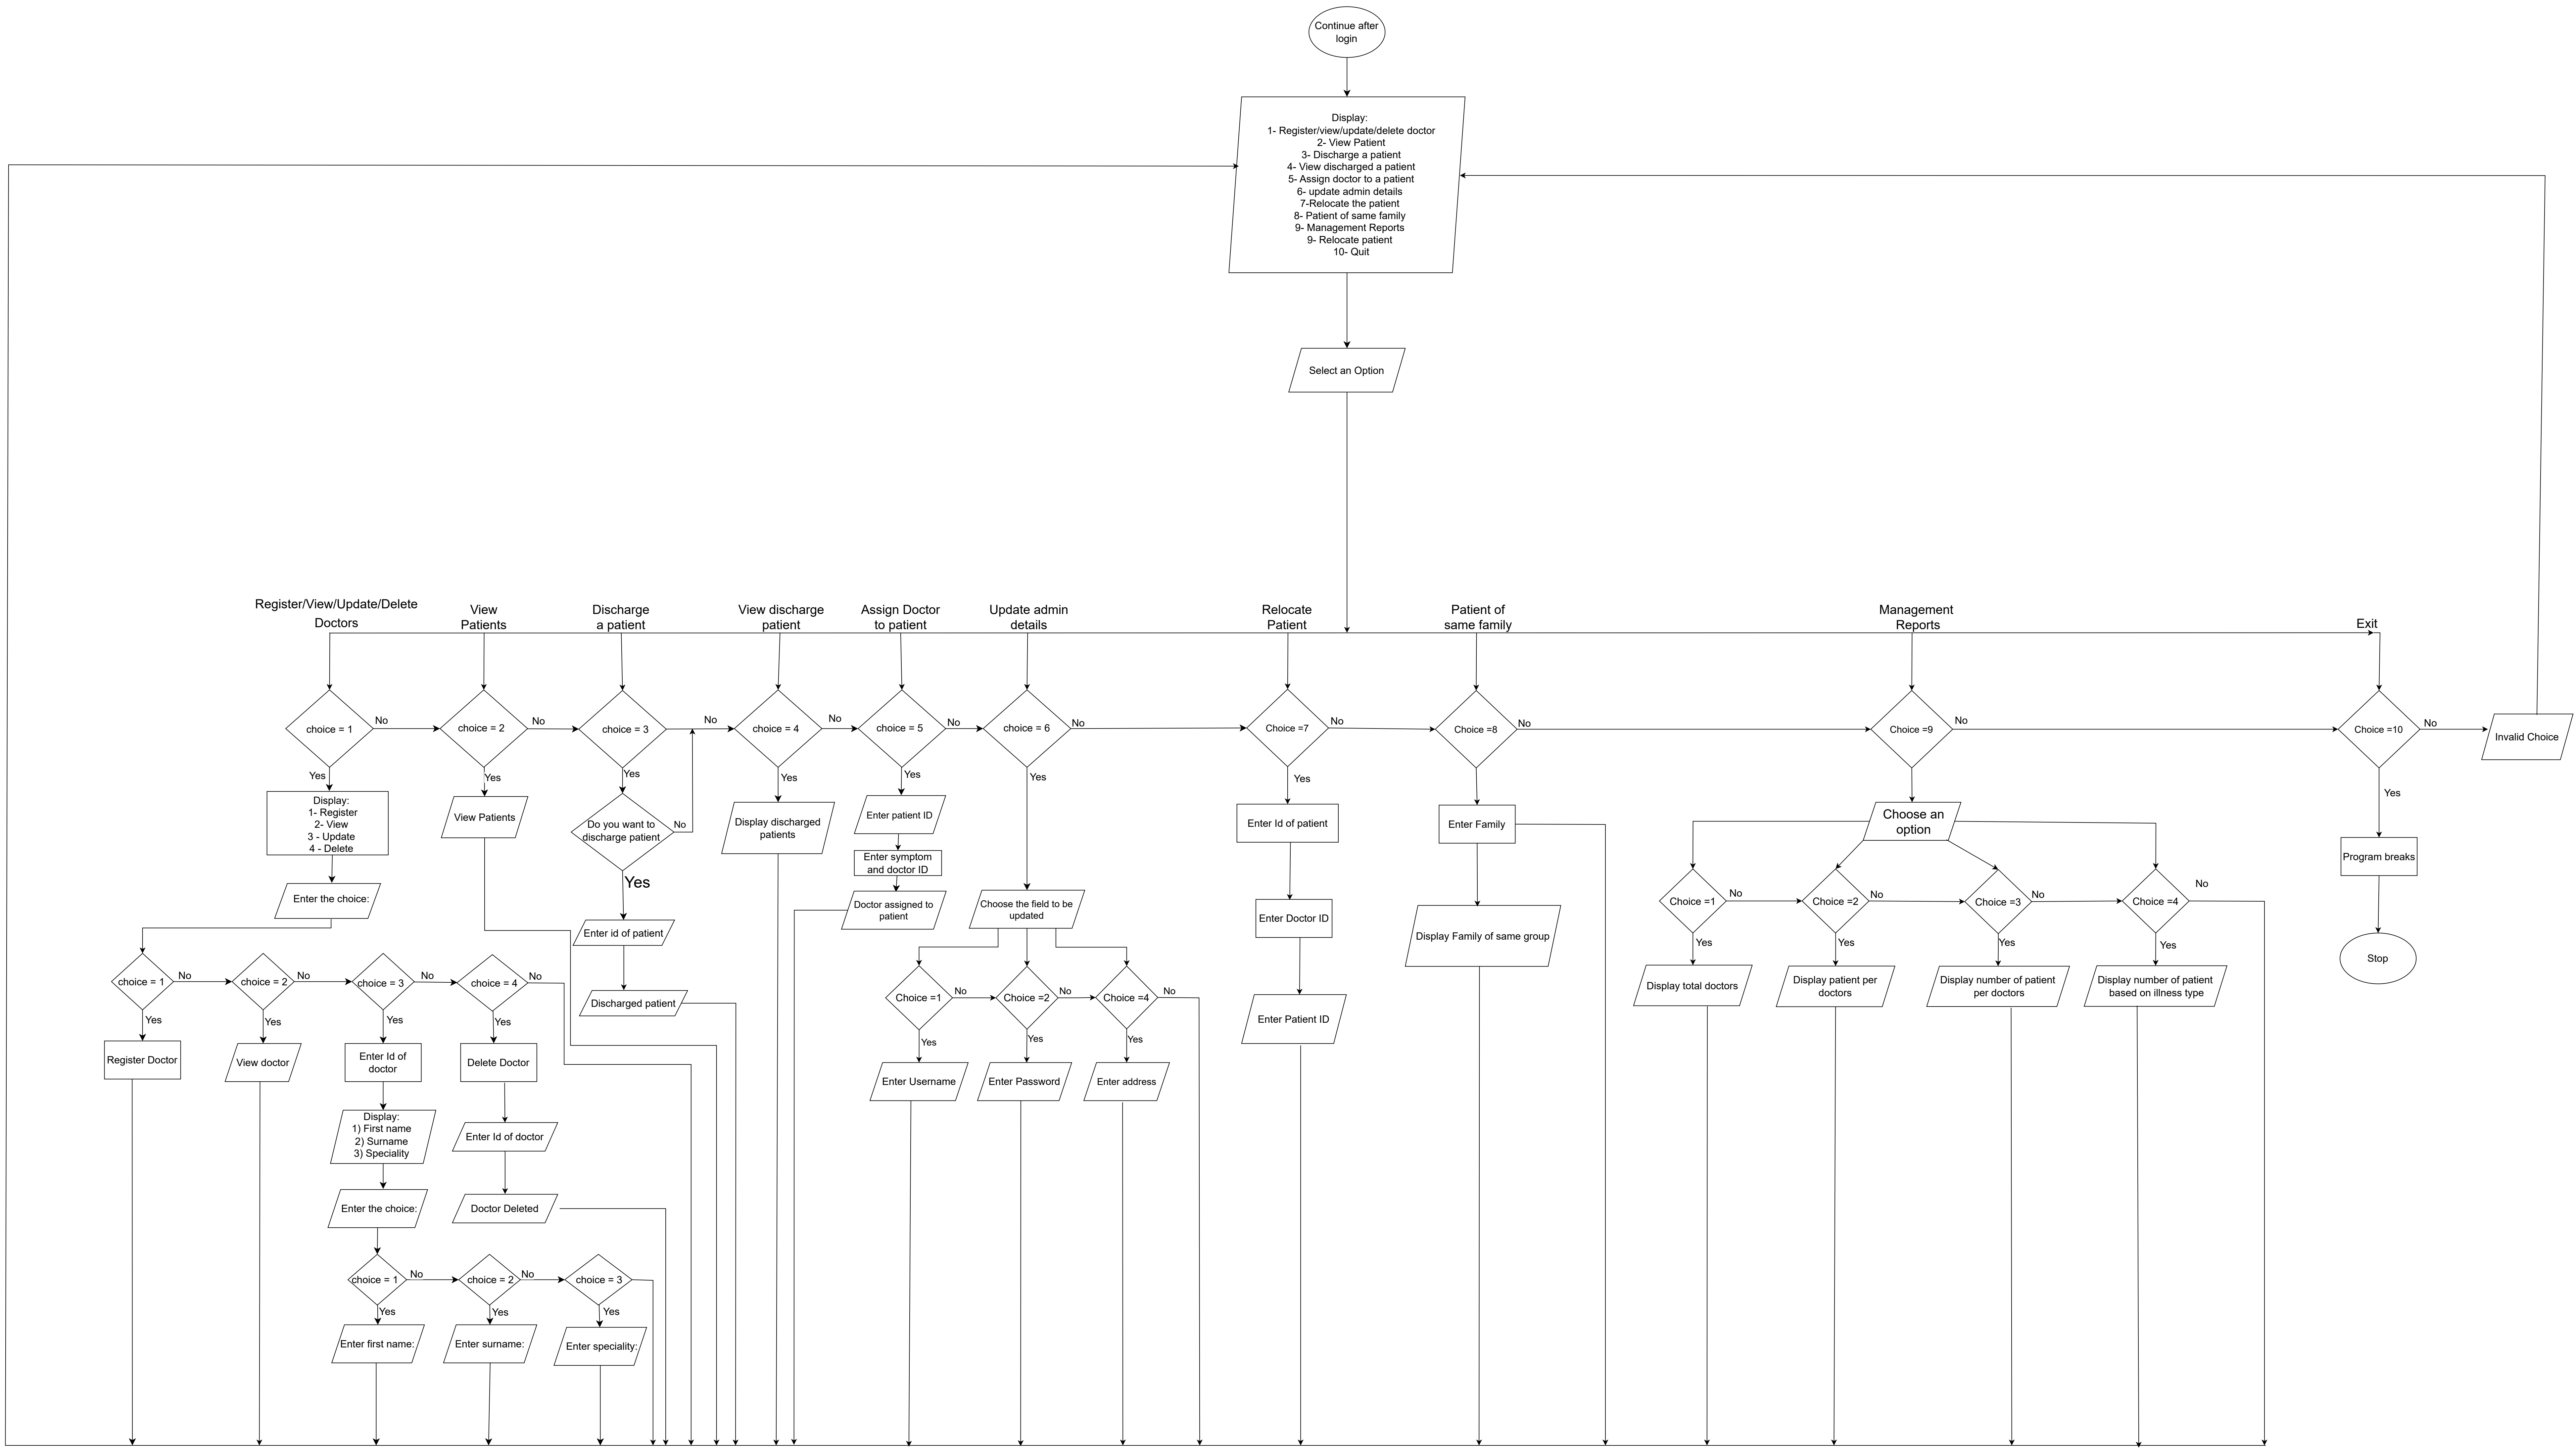 Continue after
login
Display:
1- Register/view/update/delete doctor
2- View Patient
3- Discharge a patient
4- View discharged a patient
5- Assign doctor to a patient
6- update admin details
7-Relocate the patient
8- Patient of same family
9- Management Reports
9- Relocate patient
10- Quit
Select an Option
Register/View/Update/Delete
Doctors
View
Patients
Discharge
a patient
View discharge
patient
Assign Doctor
to patient
Update admin
details
Relocate
Patient
Patient of
same family
Management
Reports
Exit
choice = 1
No
choice = 2
No
choice = 3
No
choice = 4
No
choice = 5
No
choice = 6
No
Choice =7
No
Choice =8
No
Choice =9
No
Choice =10
No
Invalid Choice
Yes
Yes
Yes
Yes
Yes
Yes
Yes
Yes
Display:
1- Register
2- View
3 - Update
4 - Delete
Enter the choice:
View Patients
Do you want to
discharge patient
No
Yes
Enter id of patient
Discharged patient
Display discharged
patients
Enter patient ID
Enter symptom
and doctor ID
Doctor assigned to
patient
Choose the field to be
updated
Choice =1
No
Choice =2
No
Choice =4
No
Yes
Yes
Yes
Enter Username
Enter Password
Enter address
Enter Id of patient
Enter Doctor ID
Enter Patient ID
Enter Family
Display Family of same group
Choose an
option
Choice =1
No
Choice =2
No
Choice =3
No
Choice =4
No
Yes
Yes
Yes
Yes
Display total doctors
Display patient per
doctors
Display number of patient
per doctors
Display number of patient
based on illness type
Program breaks
Stop
choice = 1
No
choice = 2
No
choice = 3
No
choice = 4
No
Yes
Yes
Yes
Yes
Register Doctor
View doctor
Enter Id of
doctor
Delete Doctor
Display:
1) First name
2) Surname
3) Speciality
Enter Id of doctor
Enter the choice:
Doctor Deleted
choice = 1
No
choice = 2
No
choice = 3
Yes
Yes
Yes
Enter first name:
Enter surname:
Enter speciality: